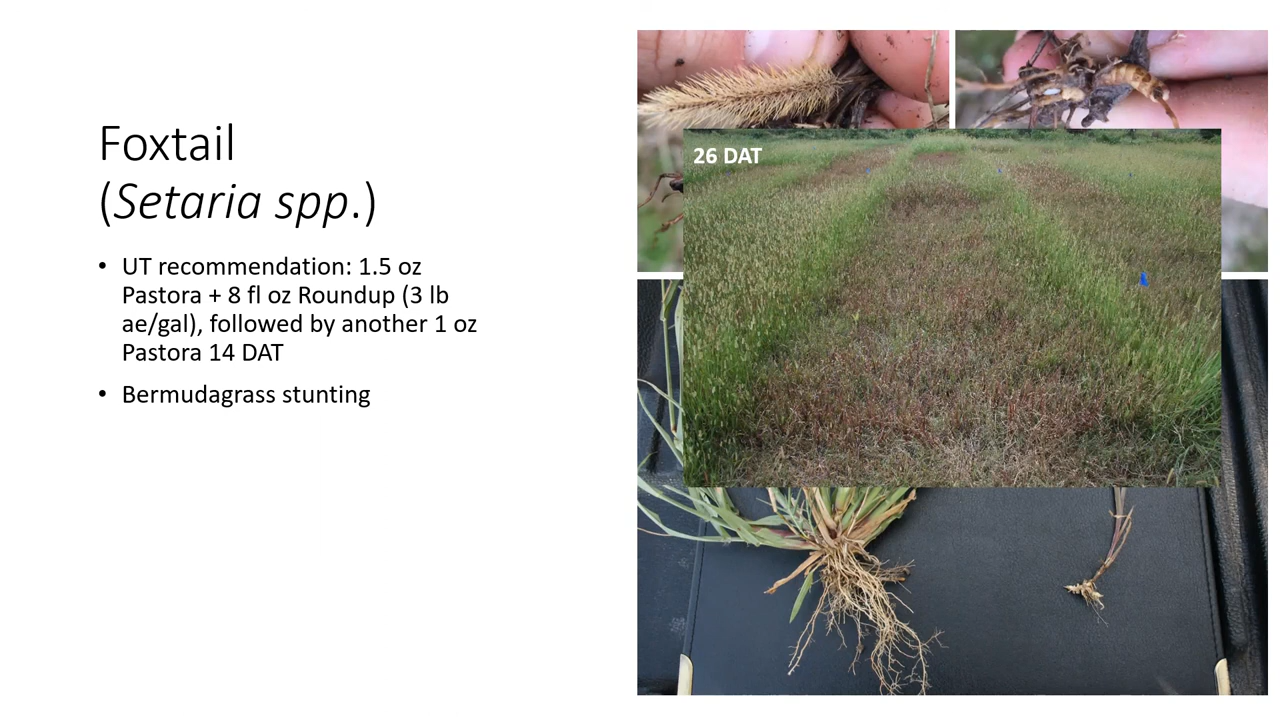 Foxtail
(Setaria spp.)
• UT recommendation: 1.5 oz
Pastora + 8 fl oz Roundup (3 lb
ae/gal), followed by another 1 oz
Pastora 14 DAT
• Bermudagrass stunting
26 DAT